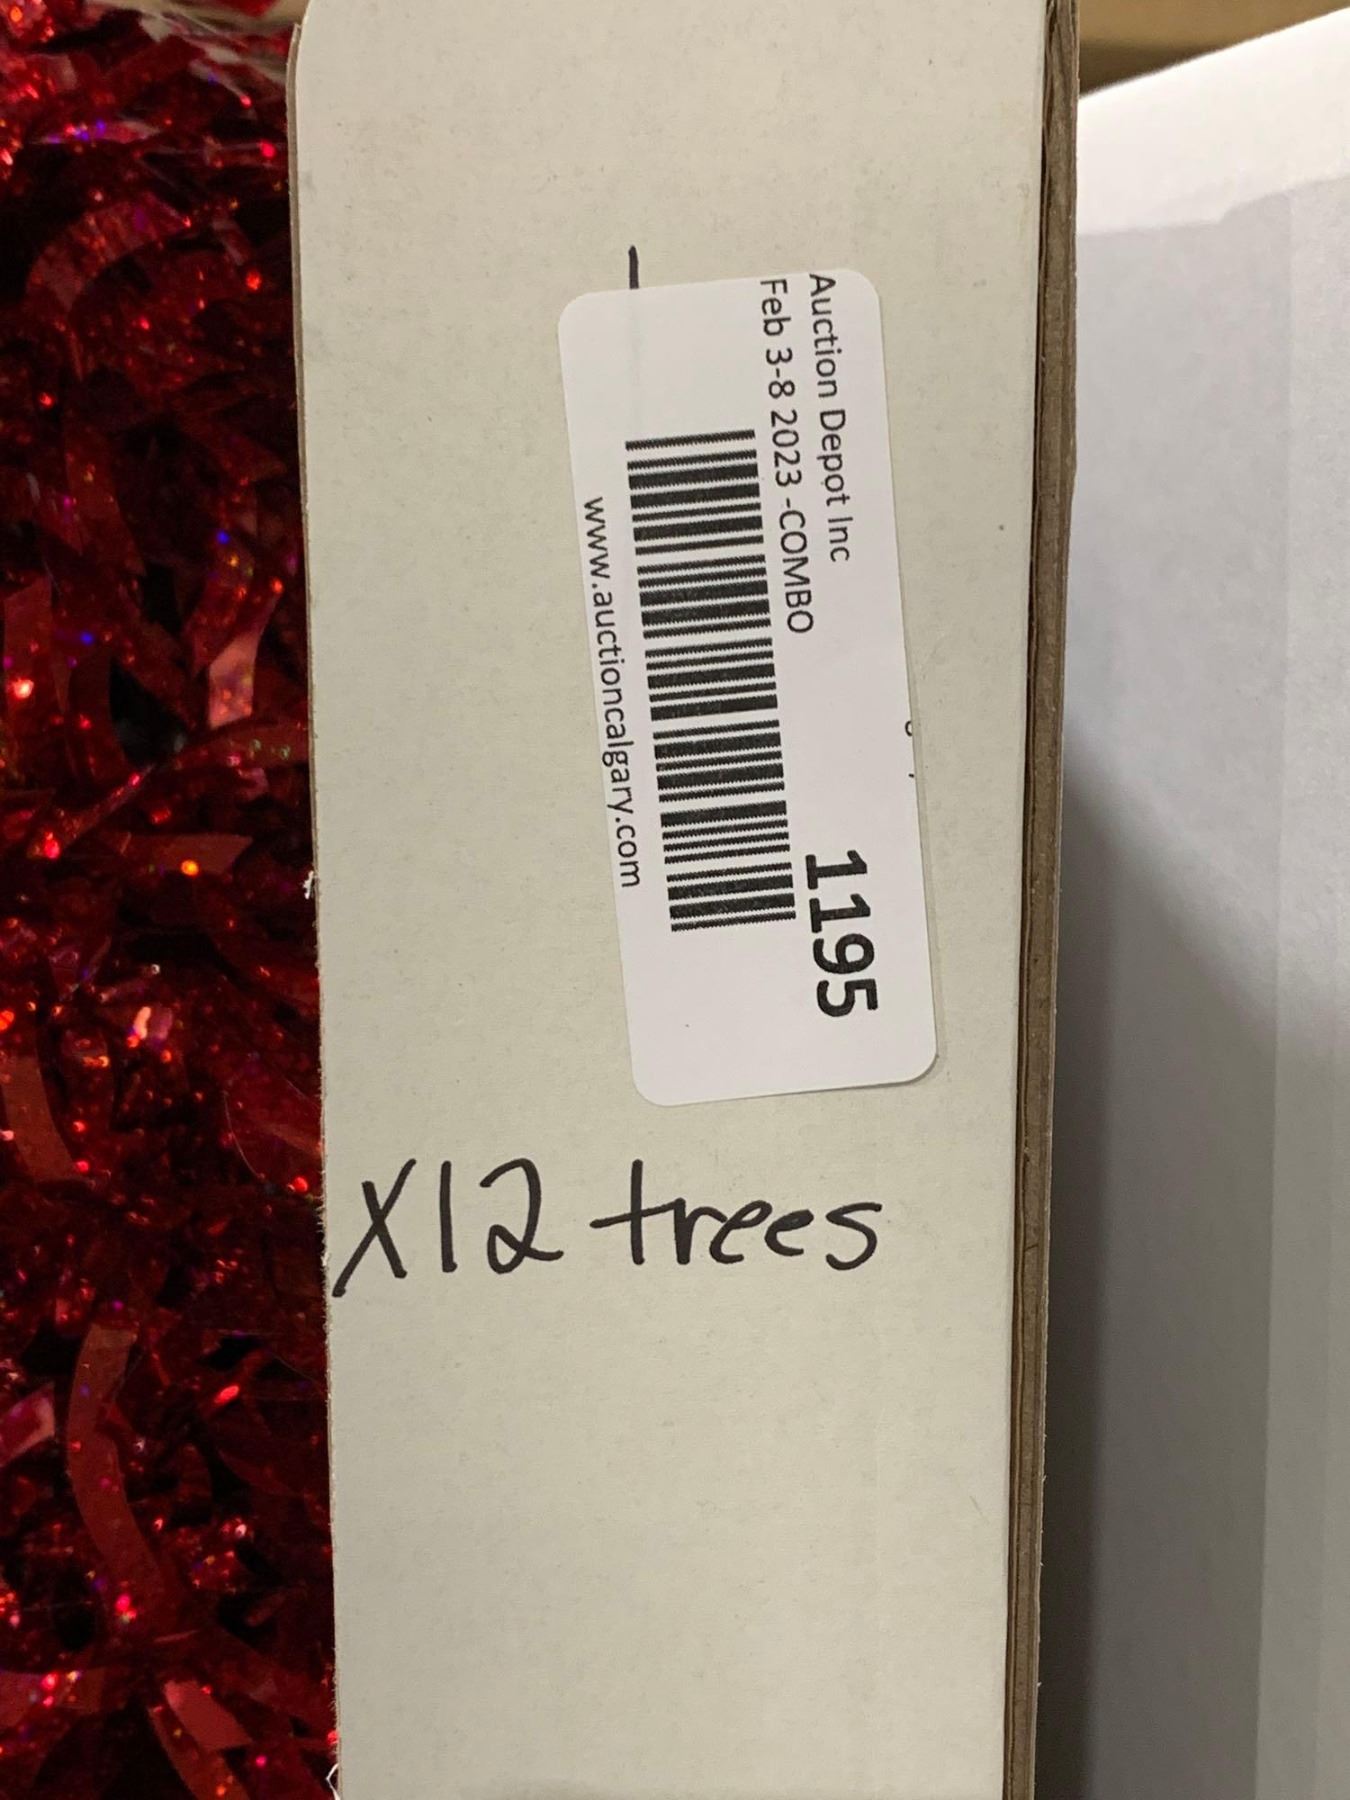 Auction Depot Inc
Feb 3-8 2023 -COMBO
1195
www.auctioncalgary.com
X12 trees